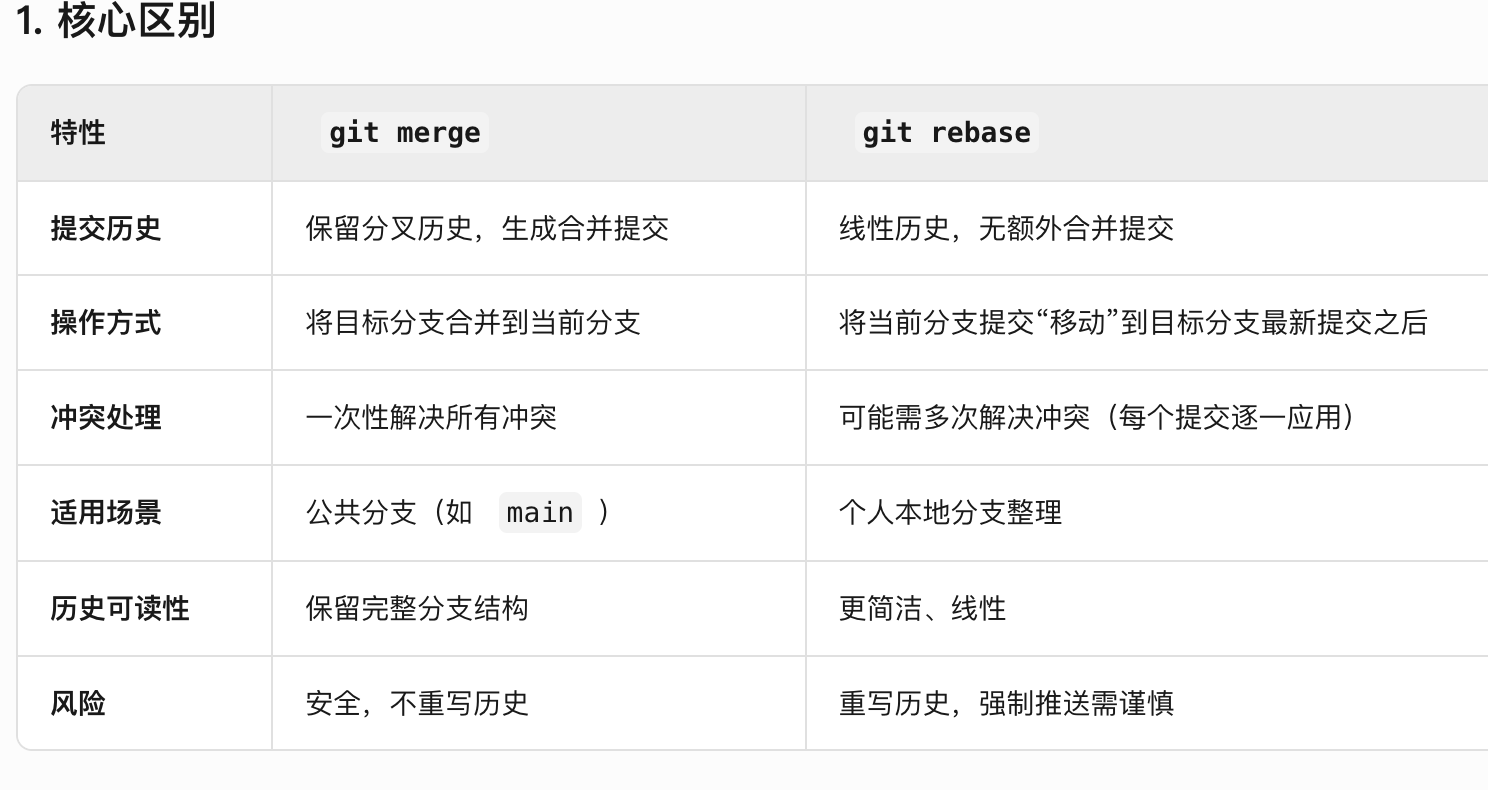 1. 核心区别
特性 git merge git rebase
提交历史 保留分叉历史，生成合并提交 线性历史，无额外合并提交
操作方式 将目标分支合并到当前分支 将当前分支提交“移动”到目标分支最新提交之后
冲突处理 一次性解决所有冲突 可能需多次解决冲突（每个提交逐一应用）
适用场景 公共分支（如 main ） 个人本地分支整理
历史可读性 保留完整分支结构 更简洁、线性
风险 安全，不重写历史 重写历史，强制推送需谨慎